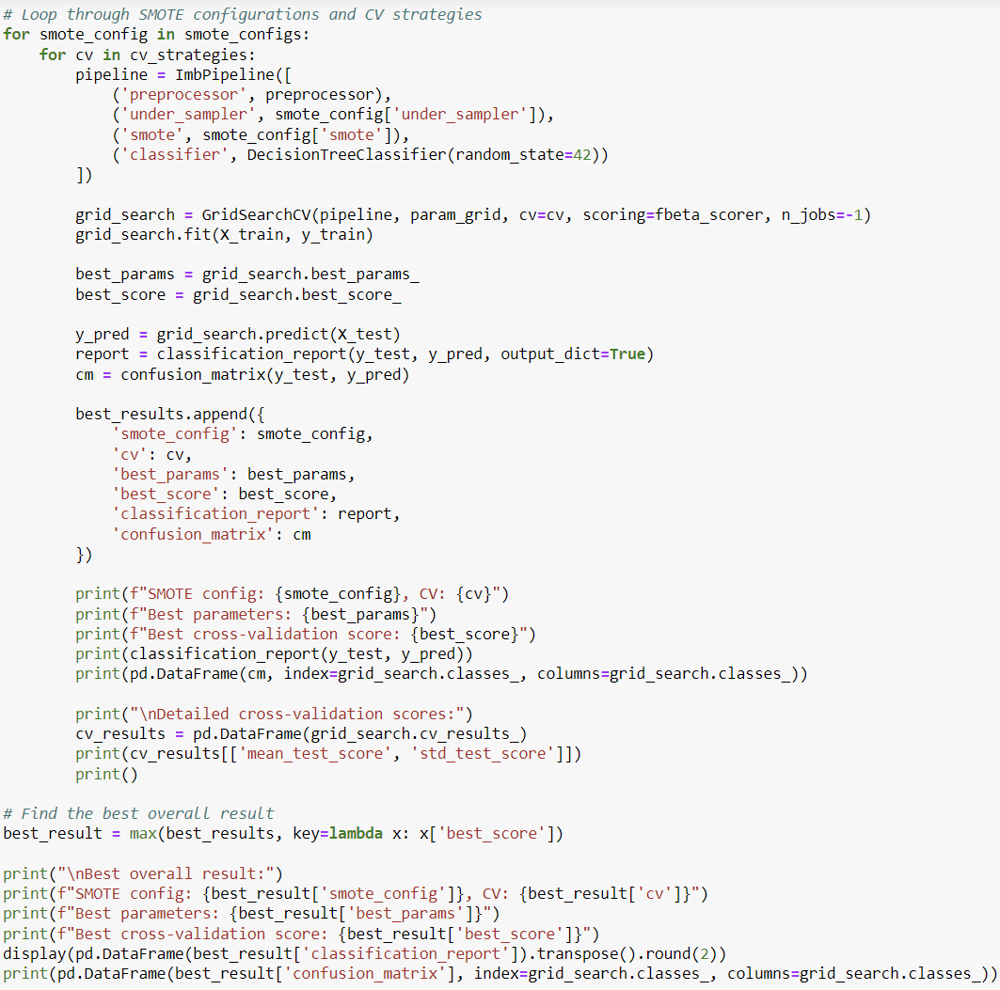 # Loop through SMOTE configurations and CV strategies
for smote_config in smote_configs:
    for cv in cv_strategies:
        pipeline = ImbPipeline([
            ('preprocessor', preprocessor),
            ('under_sampler', smote_config['under_sampler']),
            ('smote', smote_config['smote']),
            ('classifier', DecisionTreeClassifier(random_state=42))
        ])

        grid_search = GridSearchCV(pipeline, param_grid, cv=cv, scoring=fbeta_scorer, n_jobs=-1)
        grid_search.fit(X_train, y_train)

        best_params = grid_search.best_params_
        best_score = grid_search.best_score_

        y_pred = grid_search.predict(X_test)
        report = classification_report(y_test, y_pred, output_dict=True)
        cm = confusion_matrix(y_test, y_pred)

        best_results.append({
            'smote_config': smote_config,
            'cv': cv,
            'best_params': best_params,
            'best_score': best_score,
            'classification_report': report,
            'confusion_matrix': cm
        })

        print(f"SMOTE config: {smote_config}, CV: {cv}")
        print(f"Best parameters: {best_params}")
        print(f"Best cross-validation score: {best_score}")
        print(classification_report(y_test, y_pred))
        print(pd.DataFrame(cm, index=grid_search.classes_, columns=grid_search.classes_))

        print("\nDetailed cross-validation scores:")
        cv_results = pd.DataFrame(grid_search.cv_results_)
        print(cv_results[['mean_test_score', 'std_test_score']])
        print()

# Find the best overall result
best_result = max(best_results, key=lambda x: x['best_score'])

print("\nBest overall result:")
print(f"SMOTE config: {best_result['smote_config']}, CV: {best_result['cv']}")
print(f"Best parameters: {best_result['best_params']}")
print(f"Best cross-validation score: {best_result['best_score']}")
display(pd.DataFrame(best_result['classification_report']).transpose().round(2))
print(pd.DataFrame(best_result['confusion_matrix'], index=grid_search.classes_, columns=grid_search.classes_))